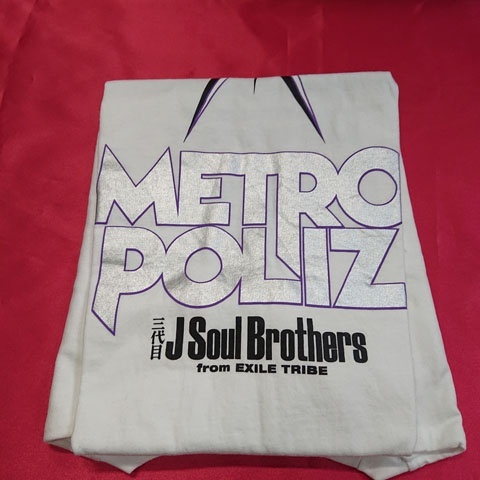 METRO
POLIZ
三代目 J Soul Brothers
from EXILE TRIBE